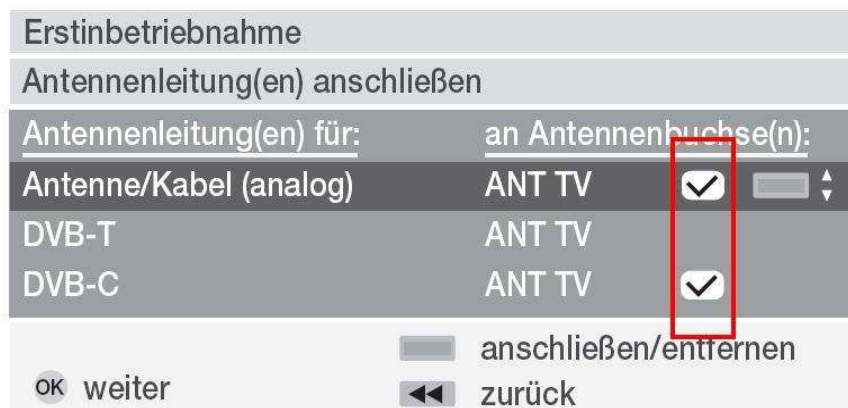 Erstinbetriebnahme
Antennenleitung(en) anschließen
Antennenleitung(en) für: an Antennenbuchse(n):
Antenne/Kabel (analog) ANT TV
DVB-T ANT TV
DVB-C ANT TV
anschließen/entfernen
OK weiter zurück